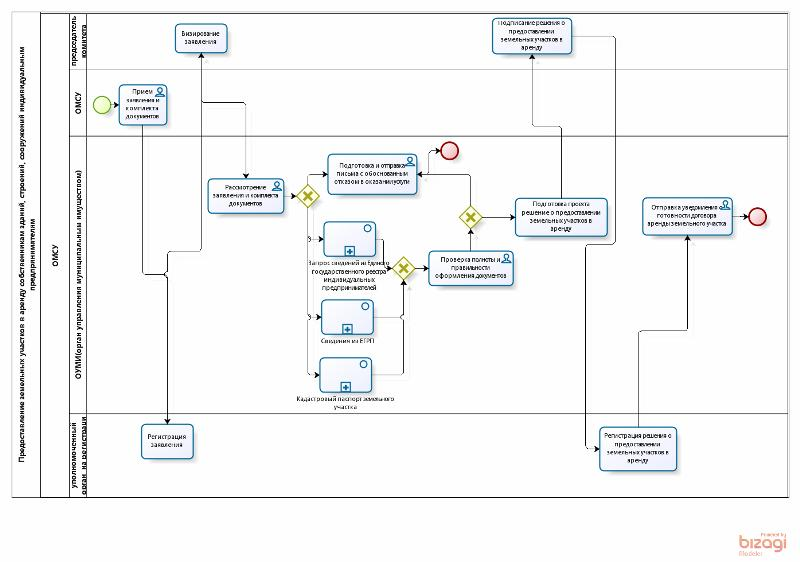 Предоставление земельных участков в аренду собственникам зданий, строений, сооружений индивидуальным
предпринимателям
ОМСУ
председатель
комитета
ОМСУ
ОУМИ(орган управления муниципальным имуществом)
уполномоченный
орган на регистраци
Визирование
заявления
Подписание решения о
предоставлении
земельных участков в
аренду
Прием
заявления и
комплекта
документов
Подготовка и отправка
письма с обоснованным
отказом в оказании услуги
Рассмотрение
заявления и комплекта
документов
Подготовка проекта
решение о предоставлении
земельных участков в
аренду
Отправка уведомления о
готовности договора
аренды земельного участка
Запрос сведений из Единого
государственного реестра
индивидуальных
предпринимателей
Проверка полноты и
правильности
оформления документов
Сведения из ЕГРП
Кадастровый паспорт земельного
участка
Регистрация
заявления
Регистрация решения о
предоставлении
земельных участков в
аренду
Powered by
bizagi
Modeler